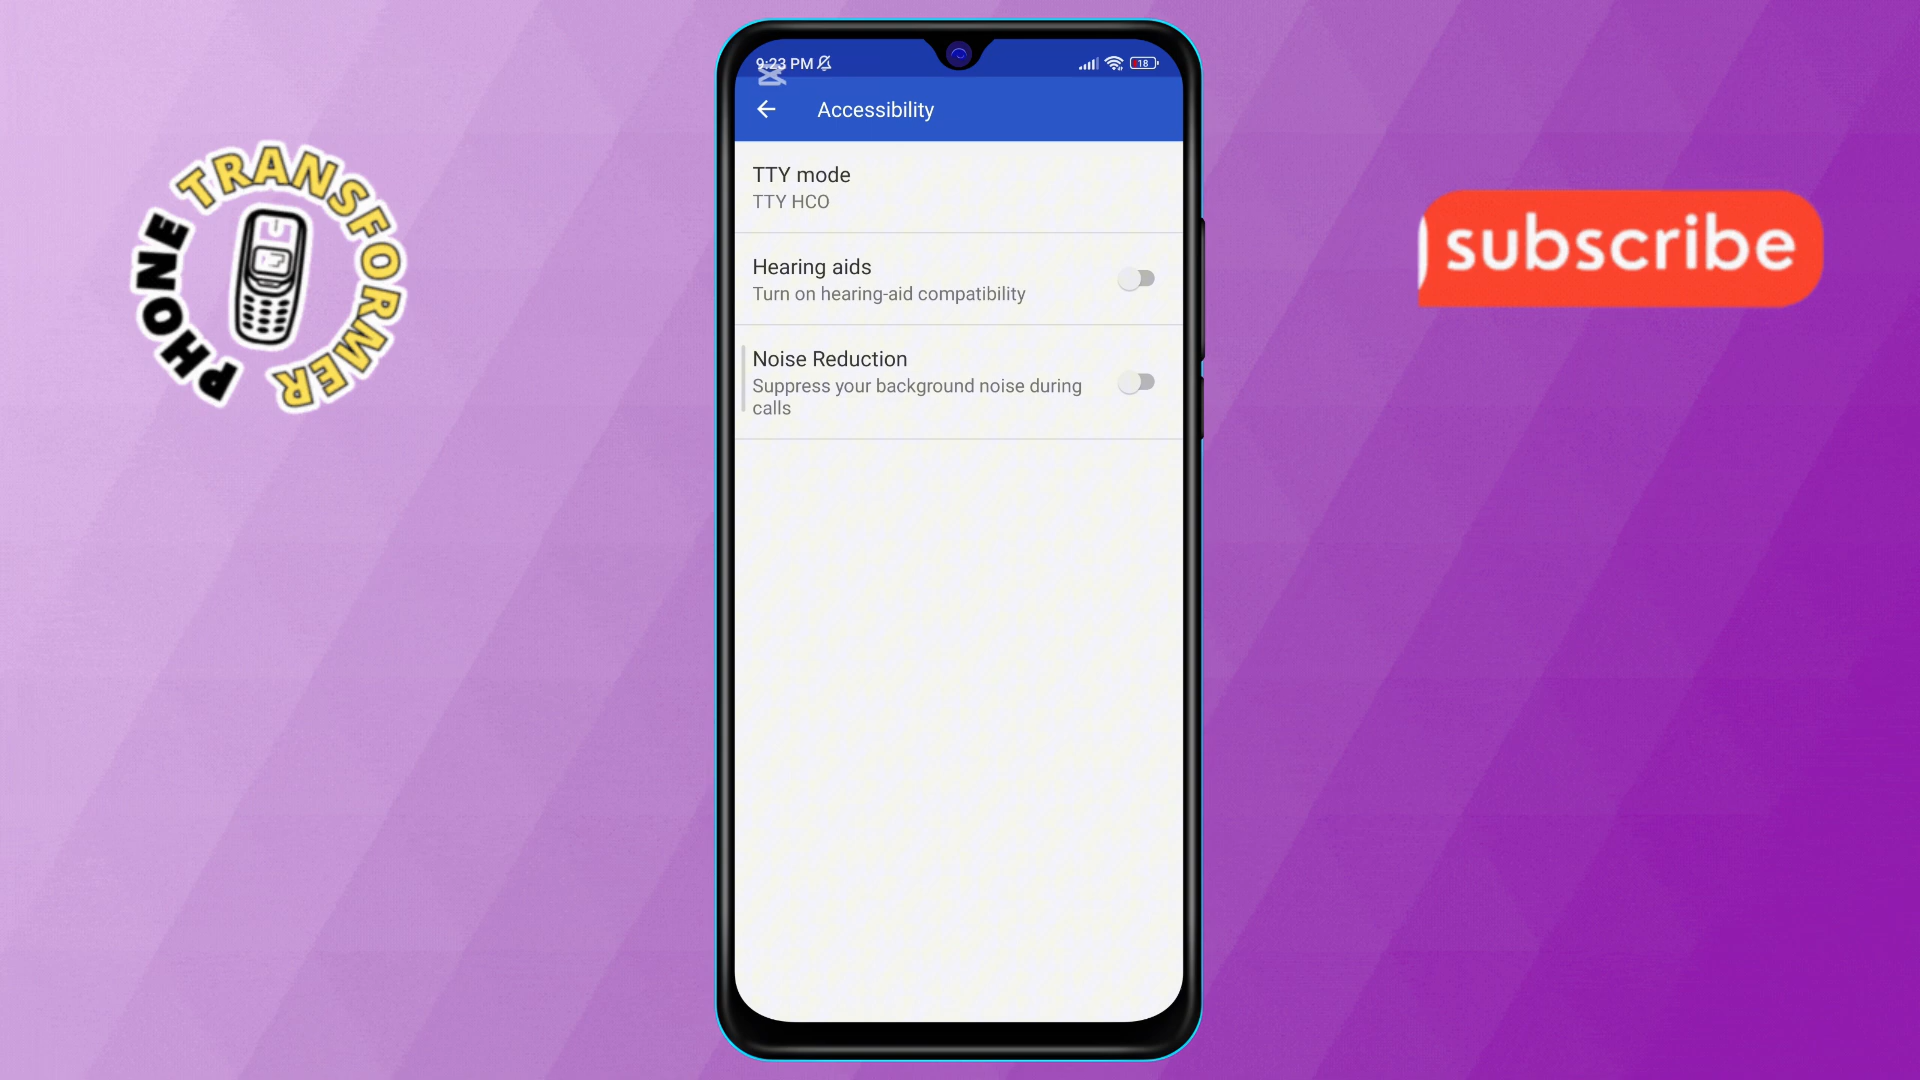 PHONE TRANSFORMER
subscribe
9:23 PM
18
Accessibility
TTY mode
TTY HCO
Hearing aids
Turn on hearing-aid compatibility
Noise Reduction
Suppress your background noise during
calls